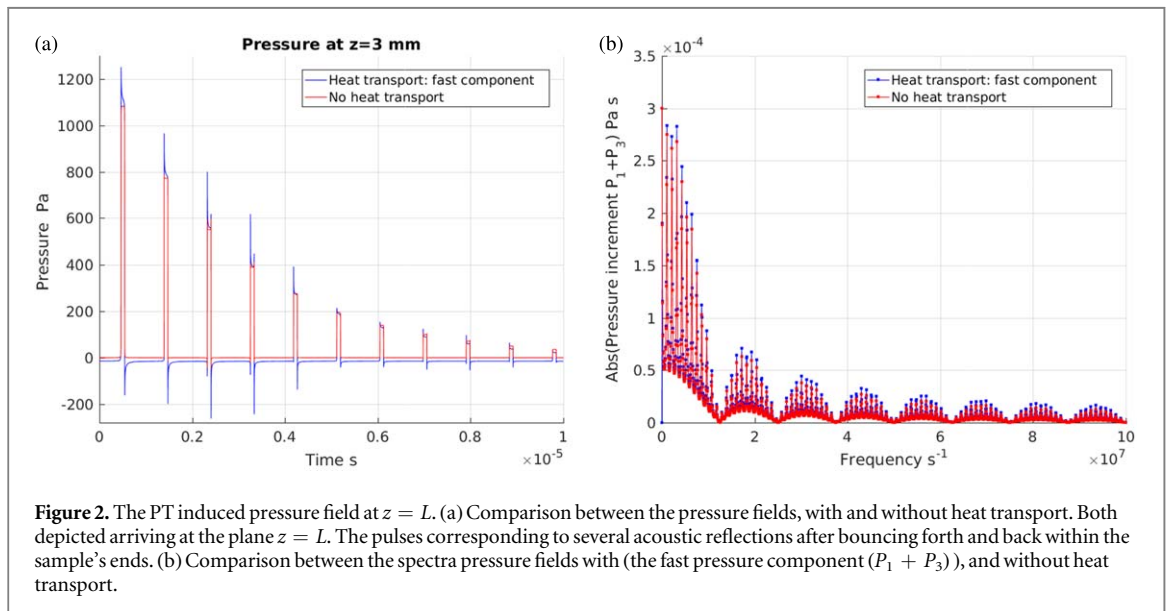 (a)
Pressure at z=3 mm
Heat transport: fast component
No heat transport
1200
1000
800
600
400
200
0
-200
Pressure Pa
0
0.2
0.4
0.6
0.8
1
Time s
×10⁻⁵
(b)
×10⁻⁴
Heat transport: fast component
No heat transport
3.5
3
2.5
2
1.5
1
0.5
0
Abs(Pressure increment P₁+P₃) Pa s
0
2
4
6
8
10
Frequency s⁻¹
×10⁷
Figure 2. The PT induced pressure field at z = L. (a) Comparison between the pressure fields, with and without heat transport. Both
depicted arriving at the plane z = L. The pulses corresponding to several acoustic reflections after bouncing forth and back within the
sample's ends. (b) Comparison between the spectra pressure fields with (the fast pressure component (P₁ + P₃) ), and without heat
transport.